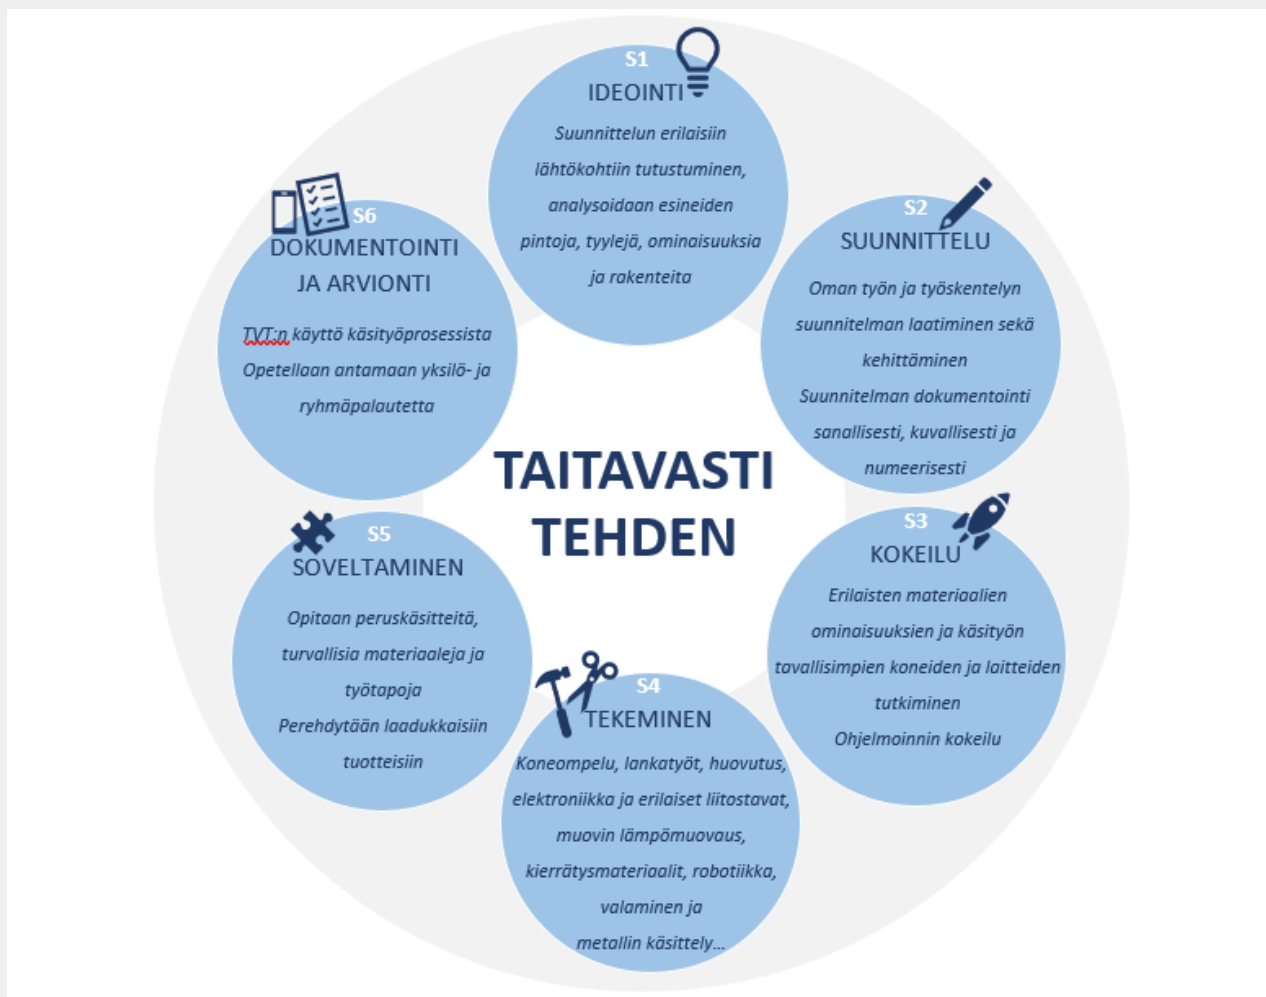 S1
IDEOINTI
Suunnittelun erilaisiin
lähtökohtiin tutustuminen,
analysoidaan esineiden
pintoja, tyylejä, ominaisuuksia
ja rakenteita
S2
SUUNNITTELU
Oman työn ja työskentelyn
suunnitelman laatiminen sekä
kehittäminen
Suunnitelman dokumentointi
sanallisesti, kuvallisesti ja
numeerisesti
S3
KOKEILU
Erilaisten materiaalien
ominaisuuksien ja käsityön
tavallisimpien koneiden ja laitteiden
tutkiminen
Ohjelmoinnin kokeilu
S4
TEKEMINEN
Koneompelu, lankatyöt, huovutus,
elektroniikka ja erilaiset liitostavat,
muovin lämpömuovaus,
kierrätysmateriaalit, robotiikka,
valaminen ja
metallin käsittely...
S5
SOVELTAMINEN
Opitaan peruskäsitteitä,
turvallisia materiaaleja ja
työtapoja
Perehdytään laadukkaisiin
tuotteisiin
S6
DOKUMENTOINTI
JA ARVIONTI
TVT:n käyttö käsityöprosessista
Opetellaan antamaan yksilö- ja
ryhmäpalautetta
TAITAVASTI
TEHDEN